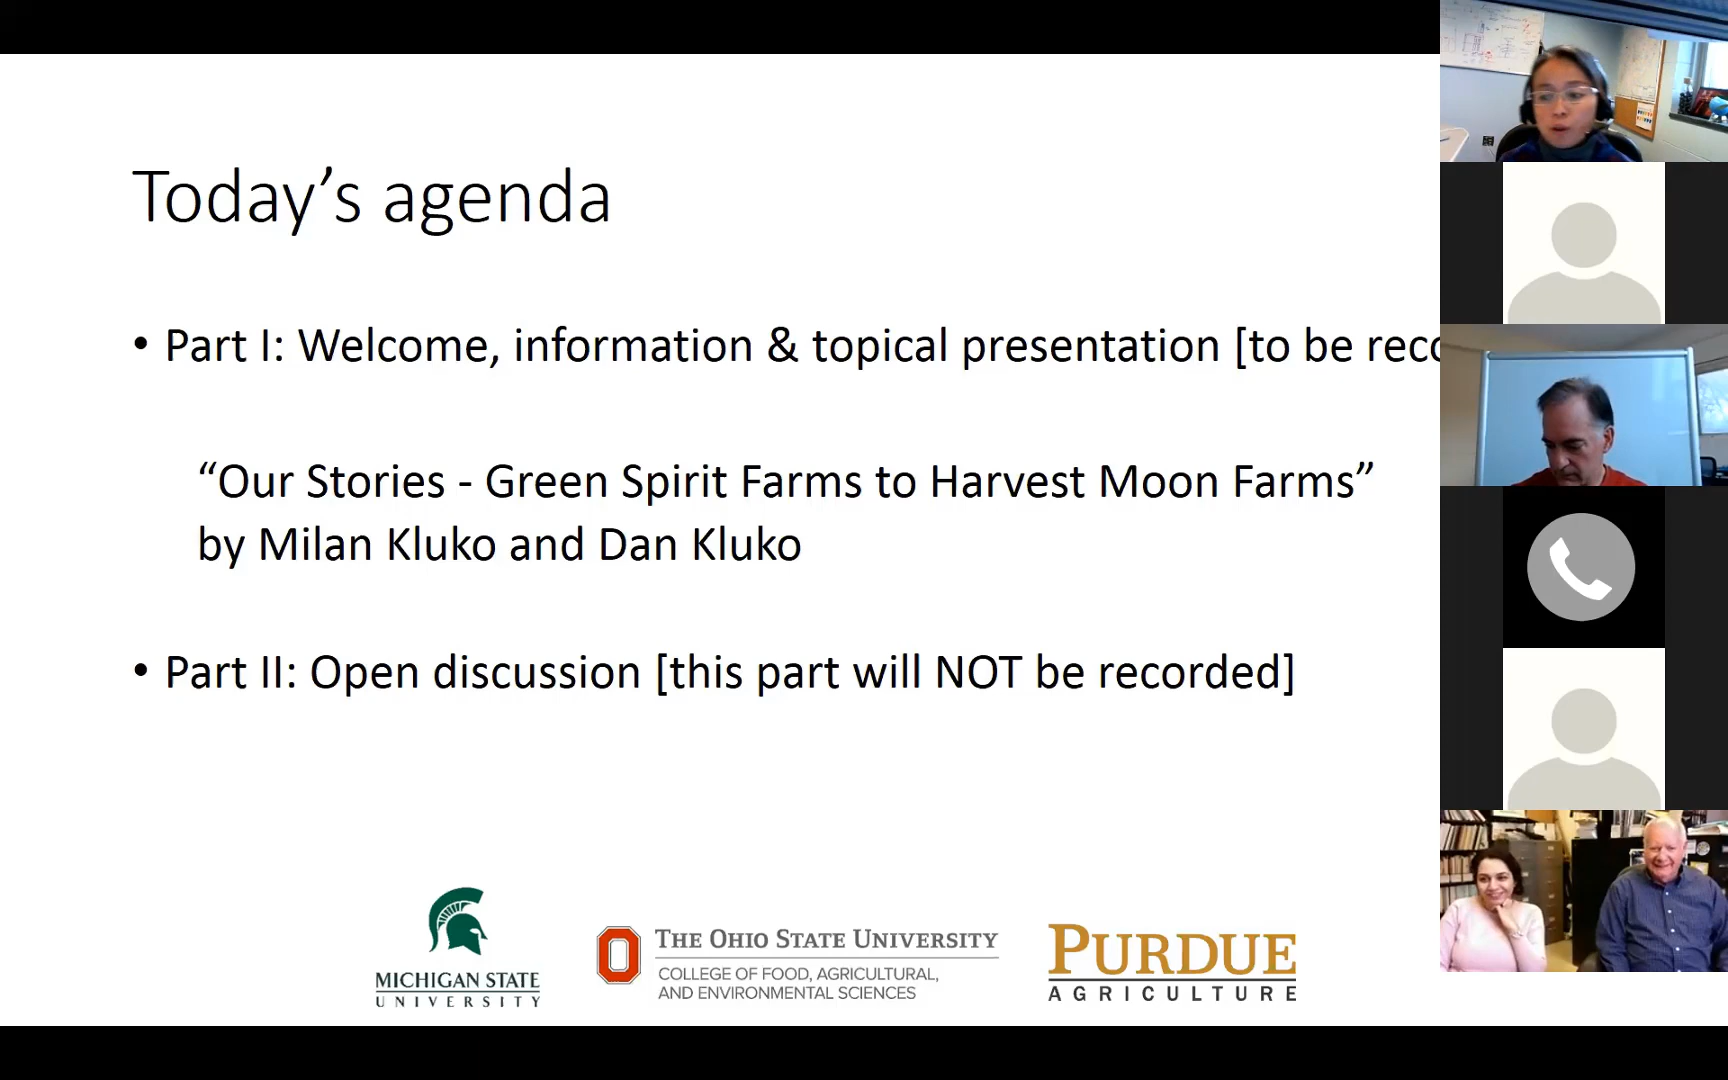 Today’s agenda
• Part I: Welcome, information & topical presentation [to be reco
“Our Stories - Green Spirit Farms to Harvest Moon Farms”
by Milan Kluko and Dan Kluko
• Part II: Open discussion [this part will NOT be recorded]
MICHIGAN STATE
UNIVERSITY
THE OHIO STATE UNIVERSITY
COLLEGE OF FOOD, AGRICULTURAL,
AND ENVIRONMENTAL SCIENCES
PURDUE
AGRICULTURE